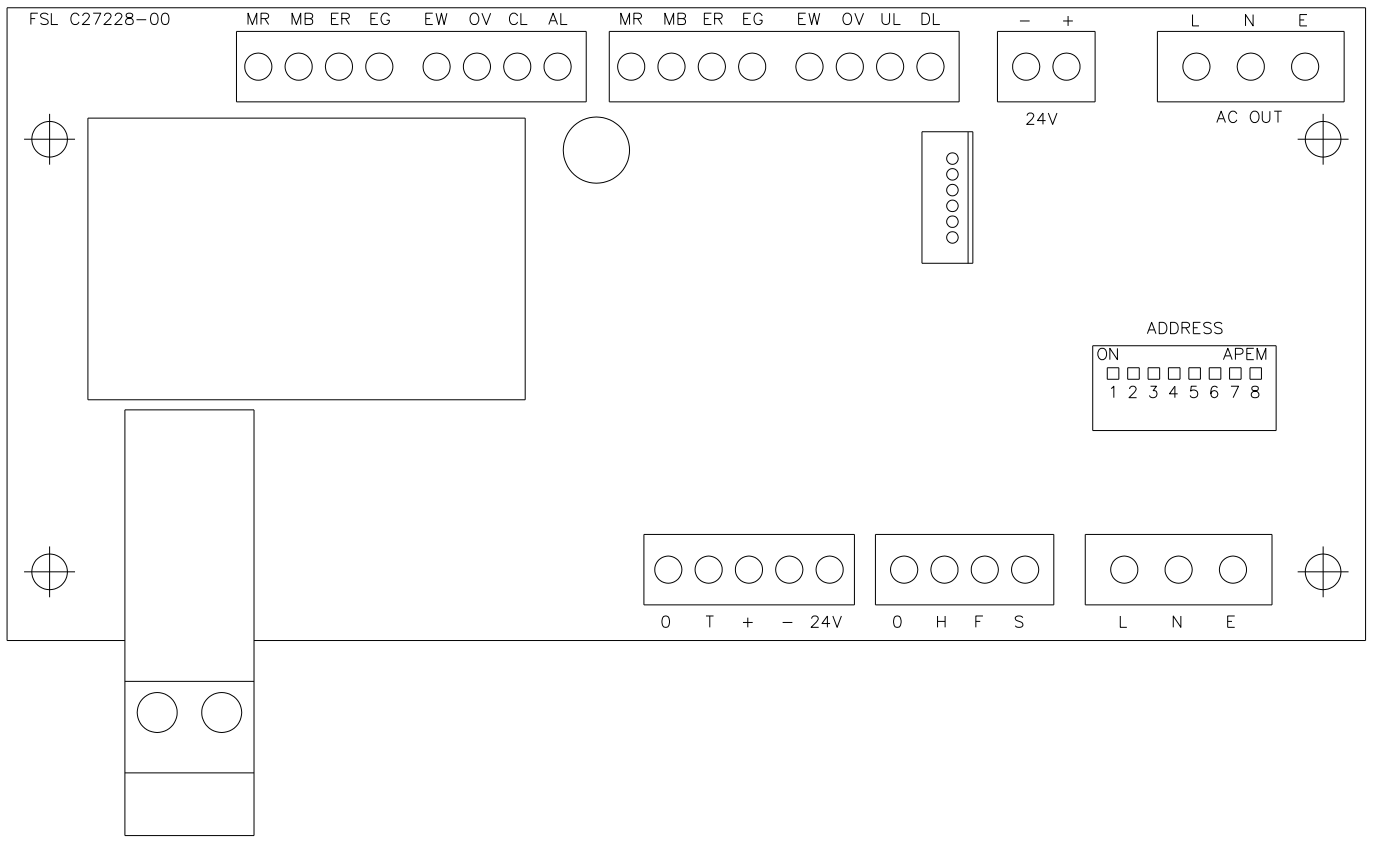 FSL C27228-00
MR MB ER EG EW OV CL AL
MR MB ER EG EW OV UL DL
- +
L N E
24V
AC OUT
ADDRESS
ON APEM
1 2 3 4 5 6 7 8
0 T + - 24V
0 H F S
L N E